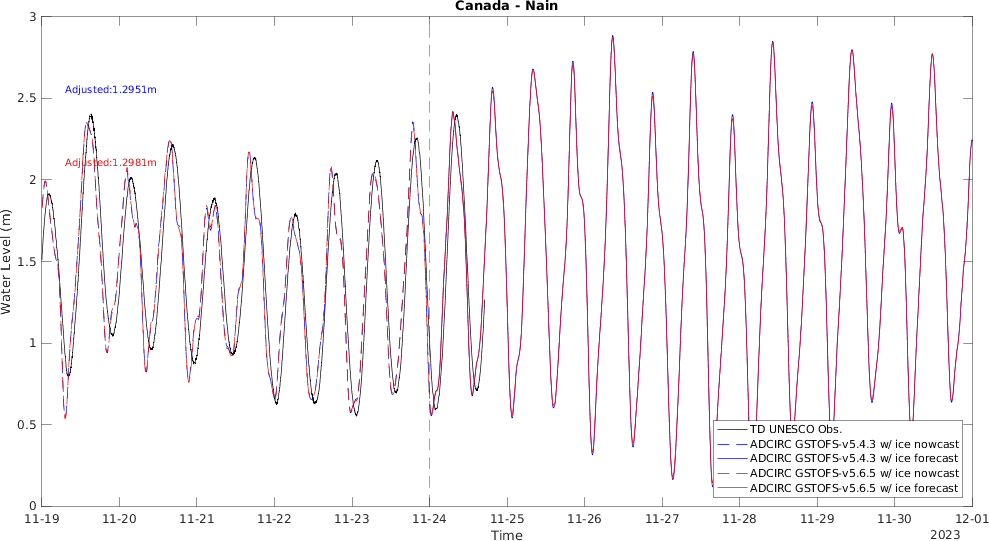 Canada - Nain
3
2.5
2
1.5
1
0.5
0
Water Level (m)
Adjusted:1.2951m
Adjusted:1.2981m
TD UNESCO Obs.
ADCIRC GSTOFS-v5.4.3 w/ ice nowcast
ADCIRC GSTOFS-v5.4.3 w/ ice forecast
ADCIRC GSTOFS-v5.6.5 w/ ice nowcast
ADCIRC GSTOFS-v5.6.5 w/ ice forecast
11-19 11-20 11-21 11-22 11-23 11-24 11-25 11-26 11-27 11-28 11-29 11-30 12-01
Time
2023